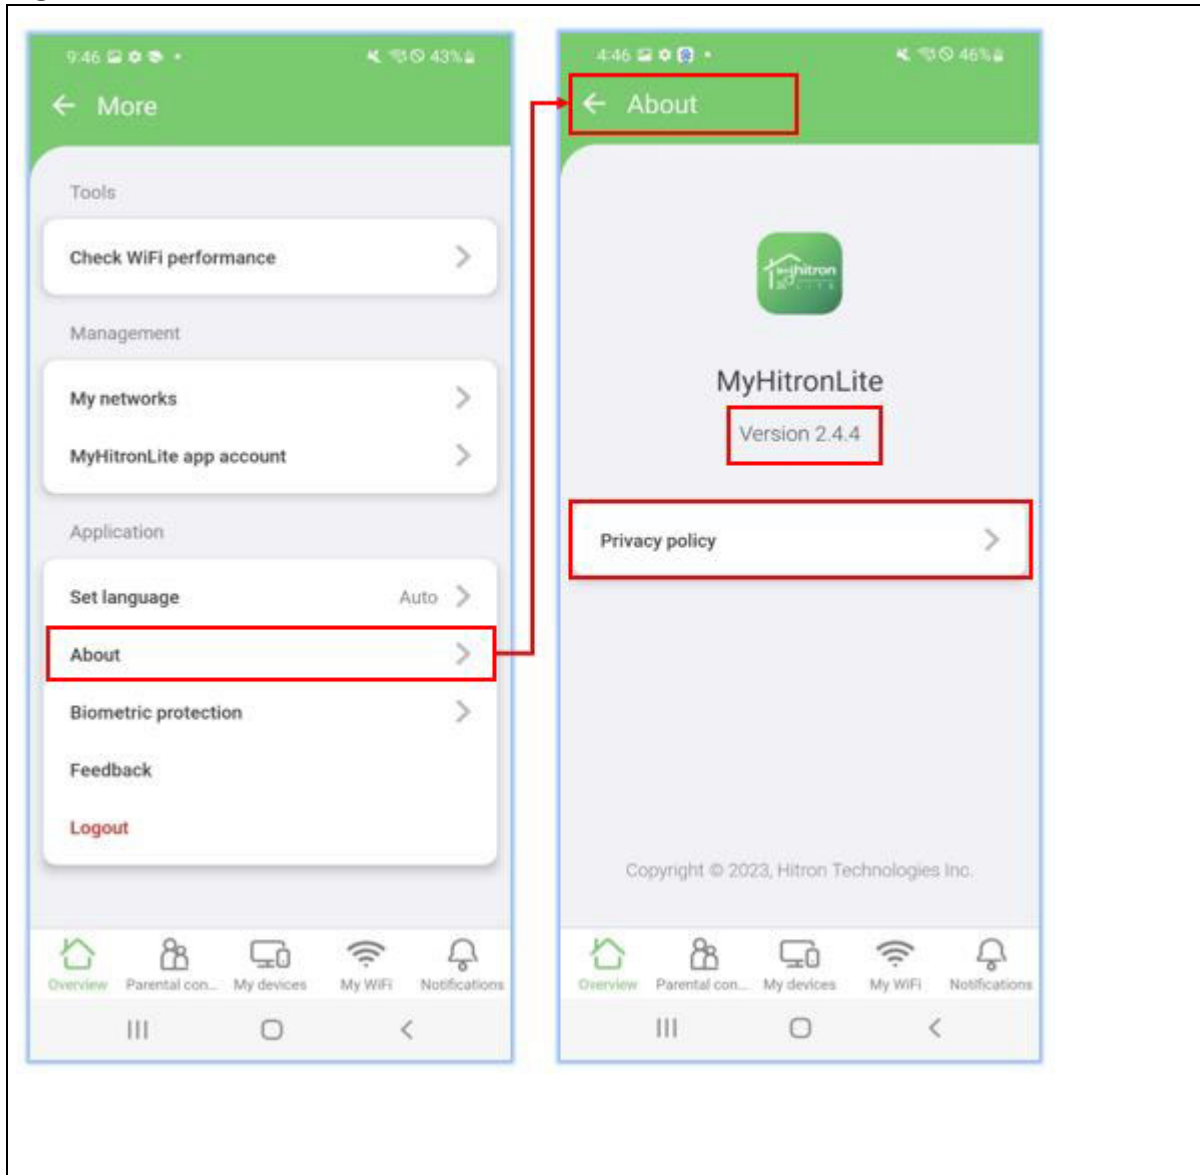 9:46
43%
More
Tools
Check WiFi performance
Management
My networks
MyHitronLite app account
Application
Set language
Auto
About
Biometric protection
Feedback
Logout
Overview
Parental con...
My devices
My WiFi
Notifications
4:46
46%
About
hitron
LITE
MyHitronLite
Version 2.4.4
Privacy policy
Copyright © 2023, Hitron Technologies Inc.
Overview
Parental con...
My devices
My WiFi
Notifications